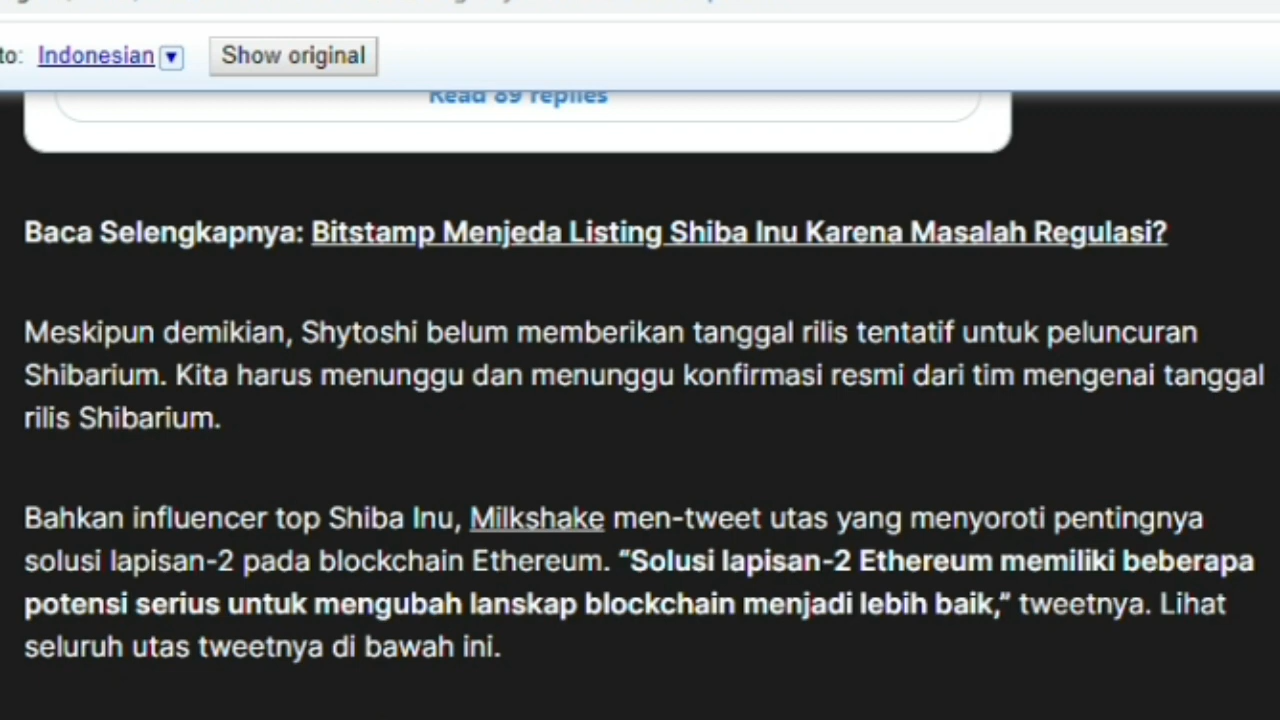 to: Indonesian Show original
Read 89 replies
Baca Selengkapnya: Bitstamp Menjeda Listing Shiba Inu Karena Masalah Regulasi?
Meskipun demikian, Shytoshi belum memberikan tanggal rilis tentatif untuk peluncuran
Shibarium. Kita harus menunggu dan menunggu konfirmasi resmi dari tim mengenai tanggal
rilis Shibarium.
Bahkan influencer top Shiba Inu, Milkshake men-tweet utas yang menyoroti pentingnya
solusi lapisan-2 pada blockchain Ethereum. “Solusi lapisan-2 Ethereum memiliki beberapa
potensi serius untuk mengubah lanskap blockchain menjadi lebih baik,” tweetnya. Lihat
seluruh utas tweetnya di bawah ini.